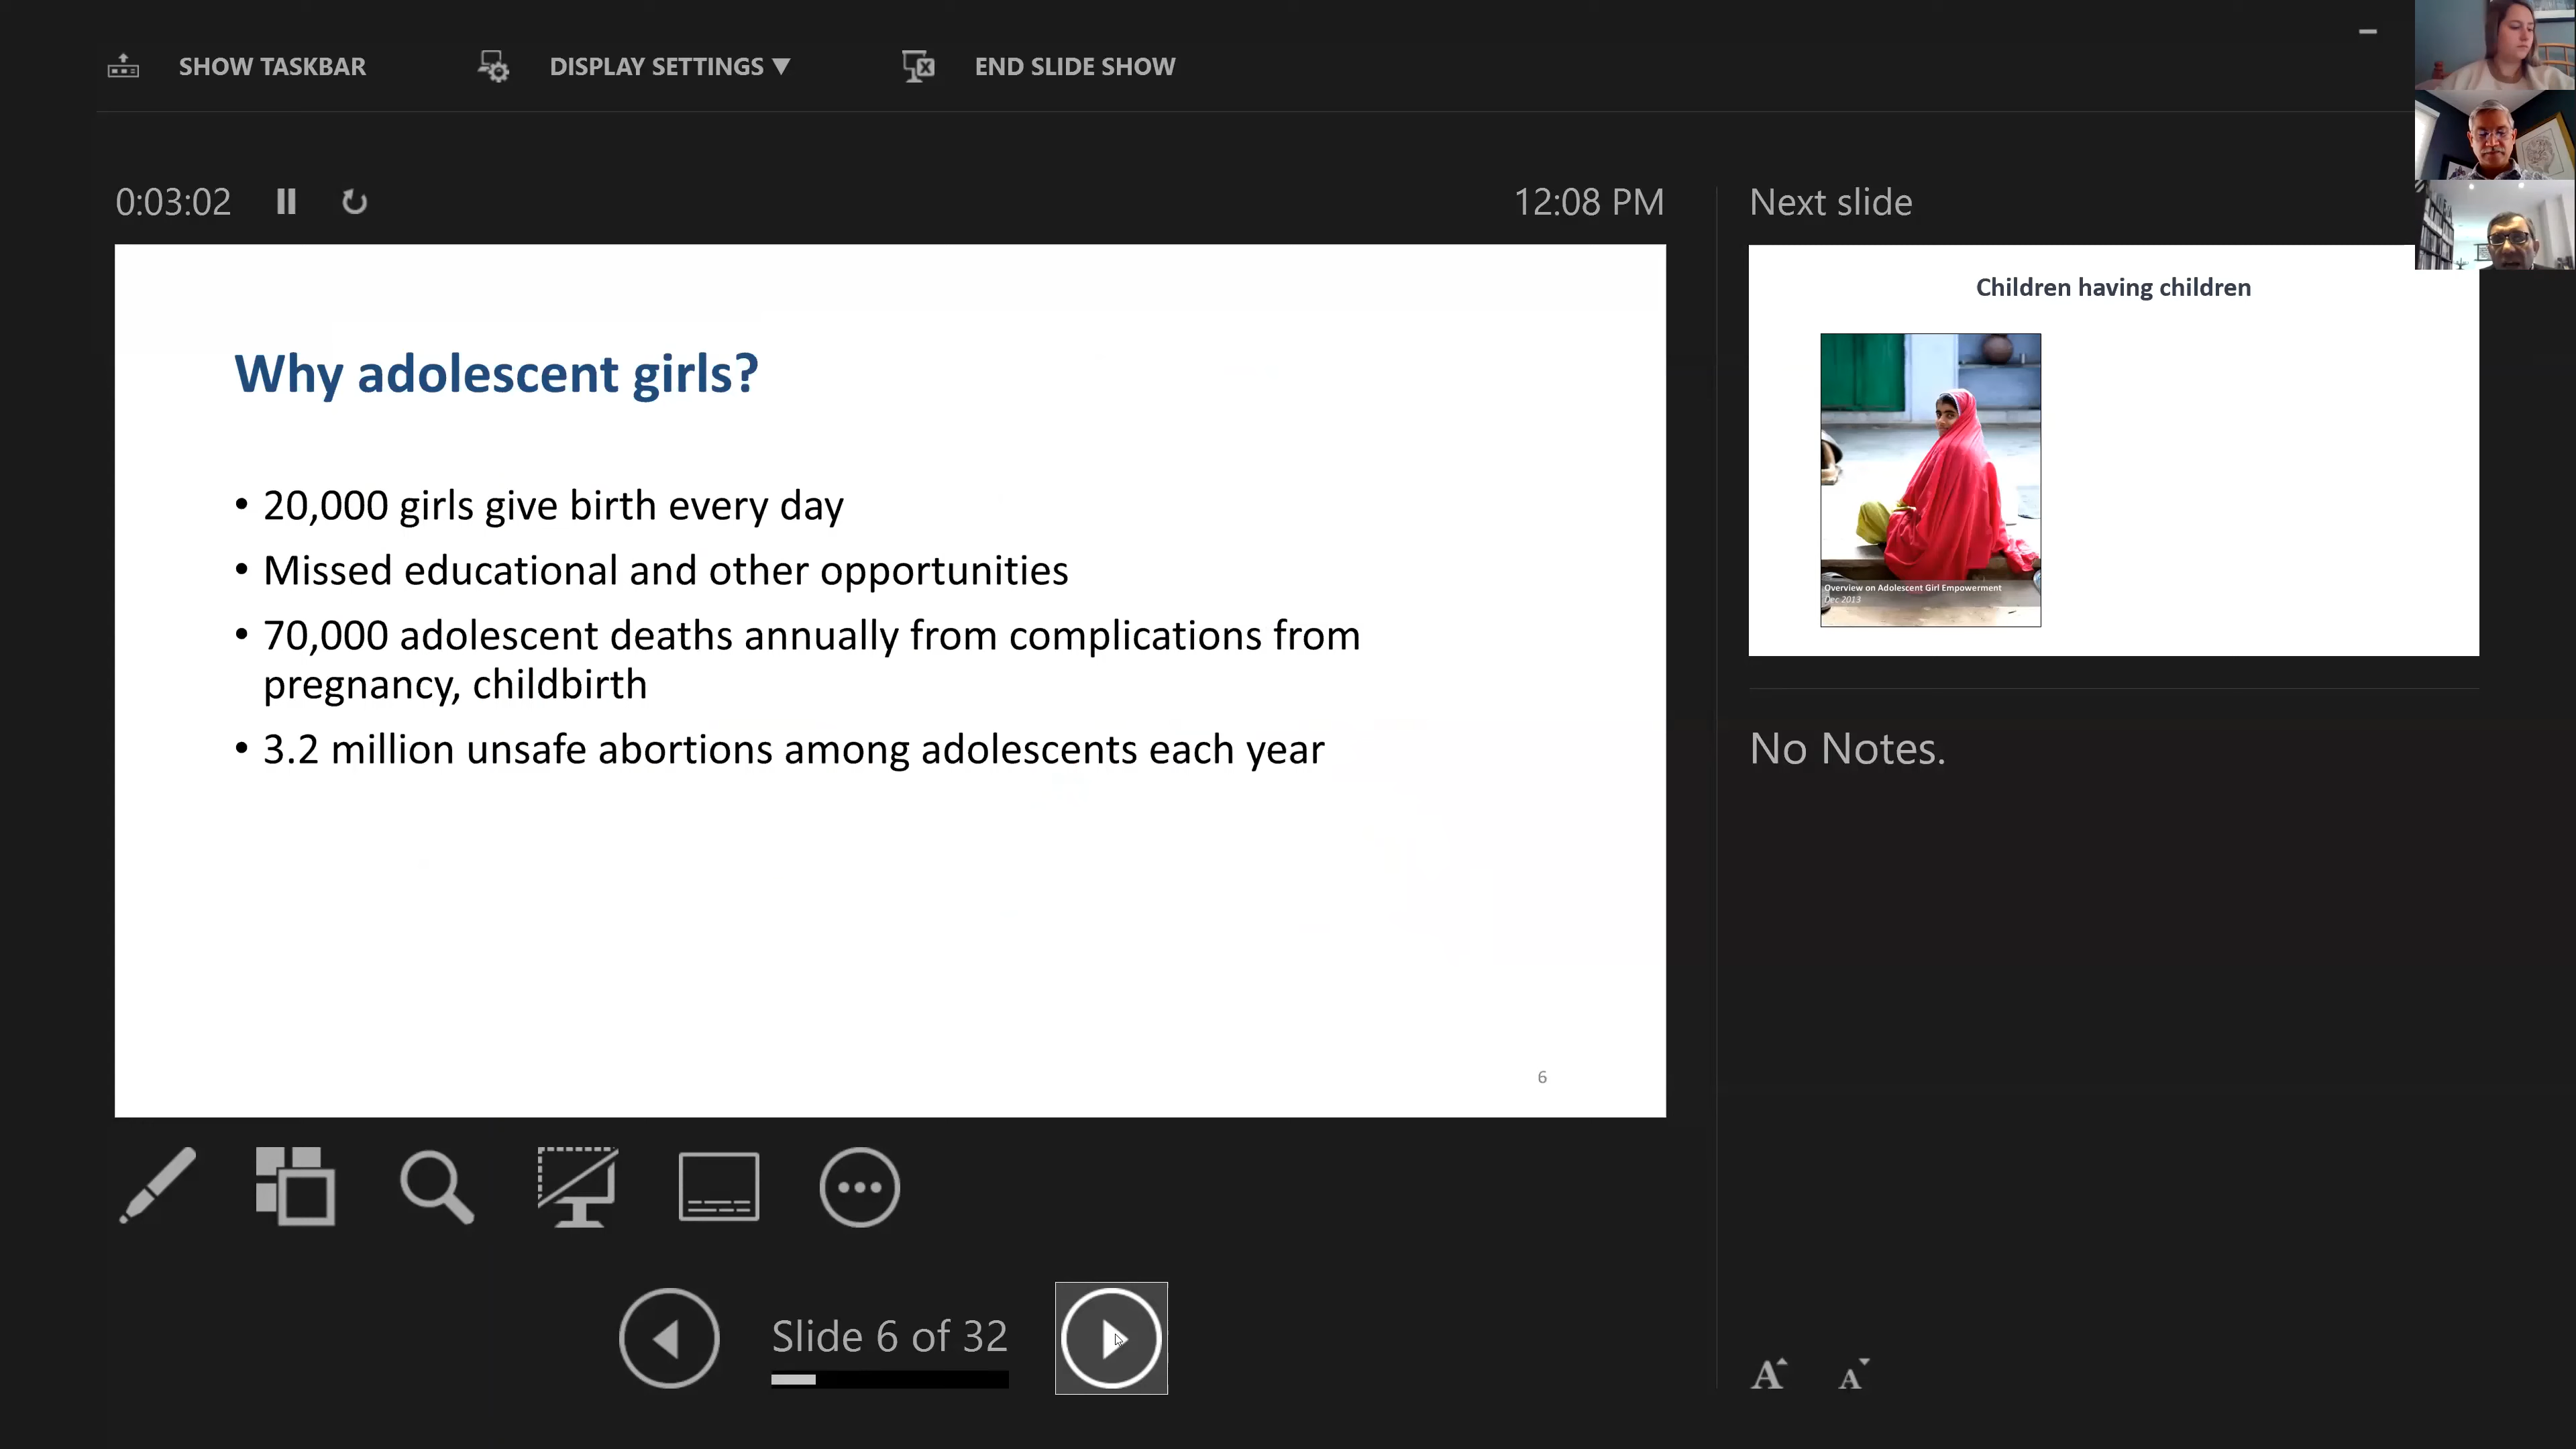 SHOW TASKBAR
DISPLAY SETTINGS ▼
END SLIDE SHOW
0:03:02
12:08 PM
Next slide
Why adolescent girls?
• 20,000 girls give birth every day
• Missed educational and other opportunities
• 70,000 adolescent deaths annually from complications from
pregnancy, childbirth
• 3.2 million unsafe abortions among adolescents each year
6
Children having children
Overview on Adolescent Girl Empowerment
Dec 2013
No Notes.
Slide 6 of 32
A A